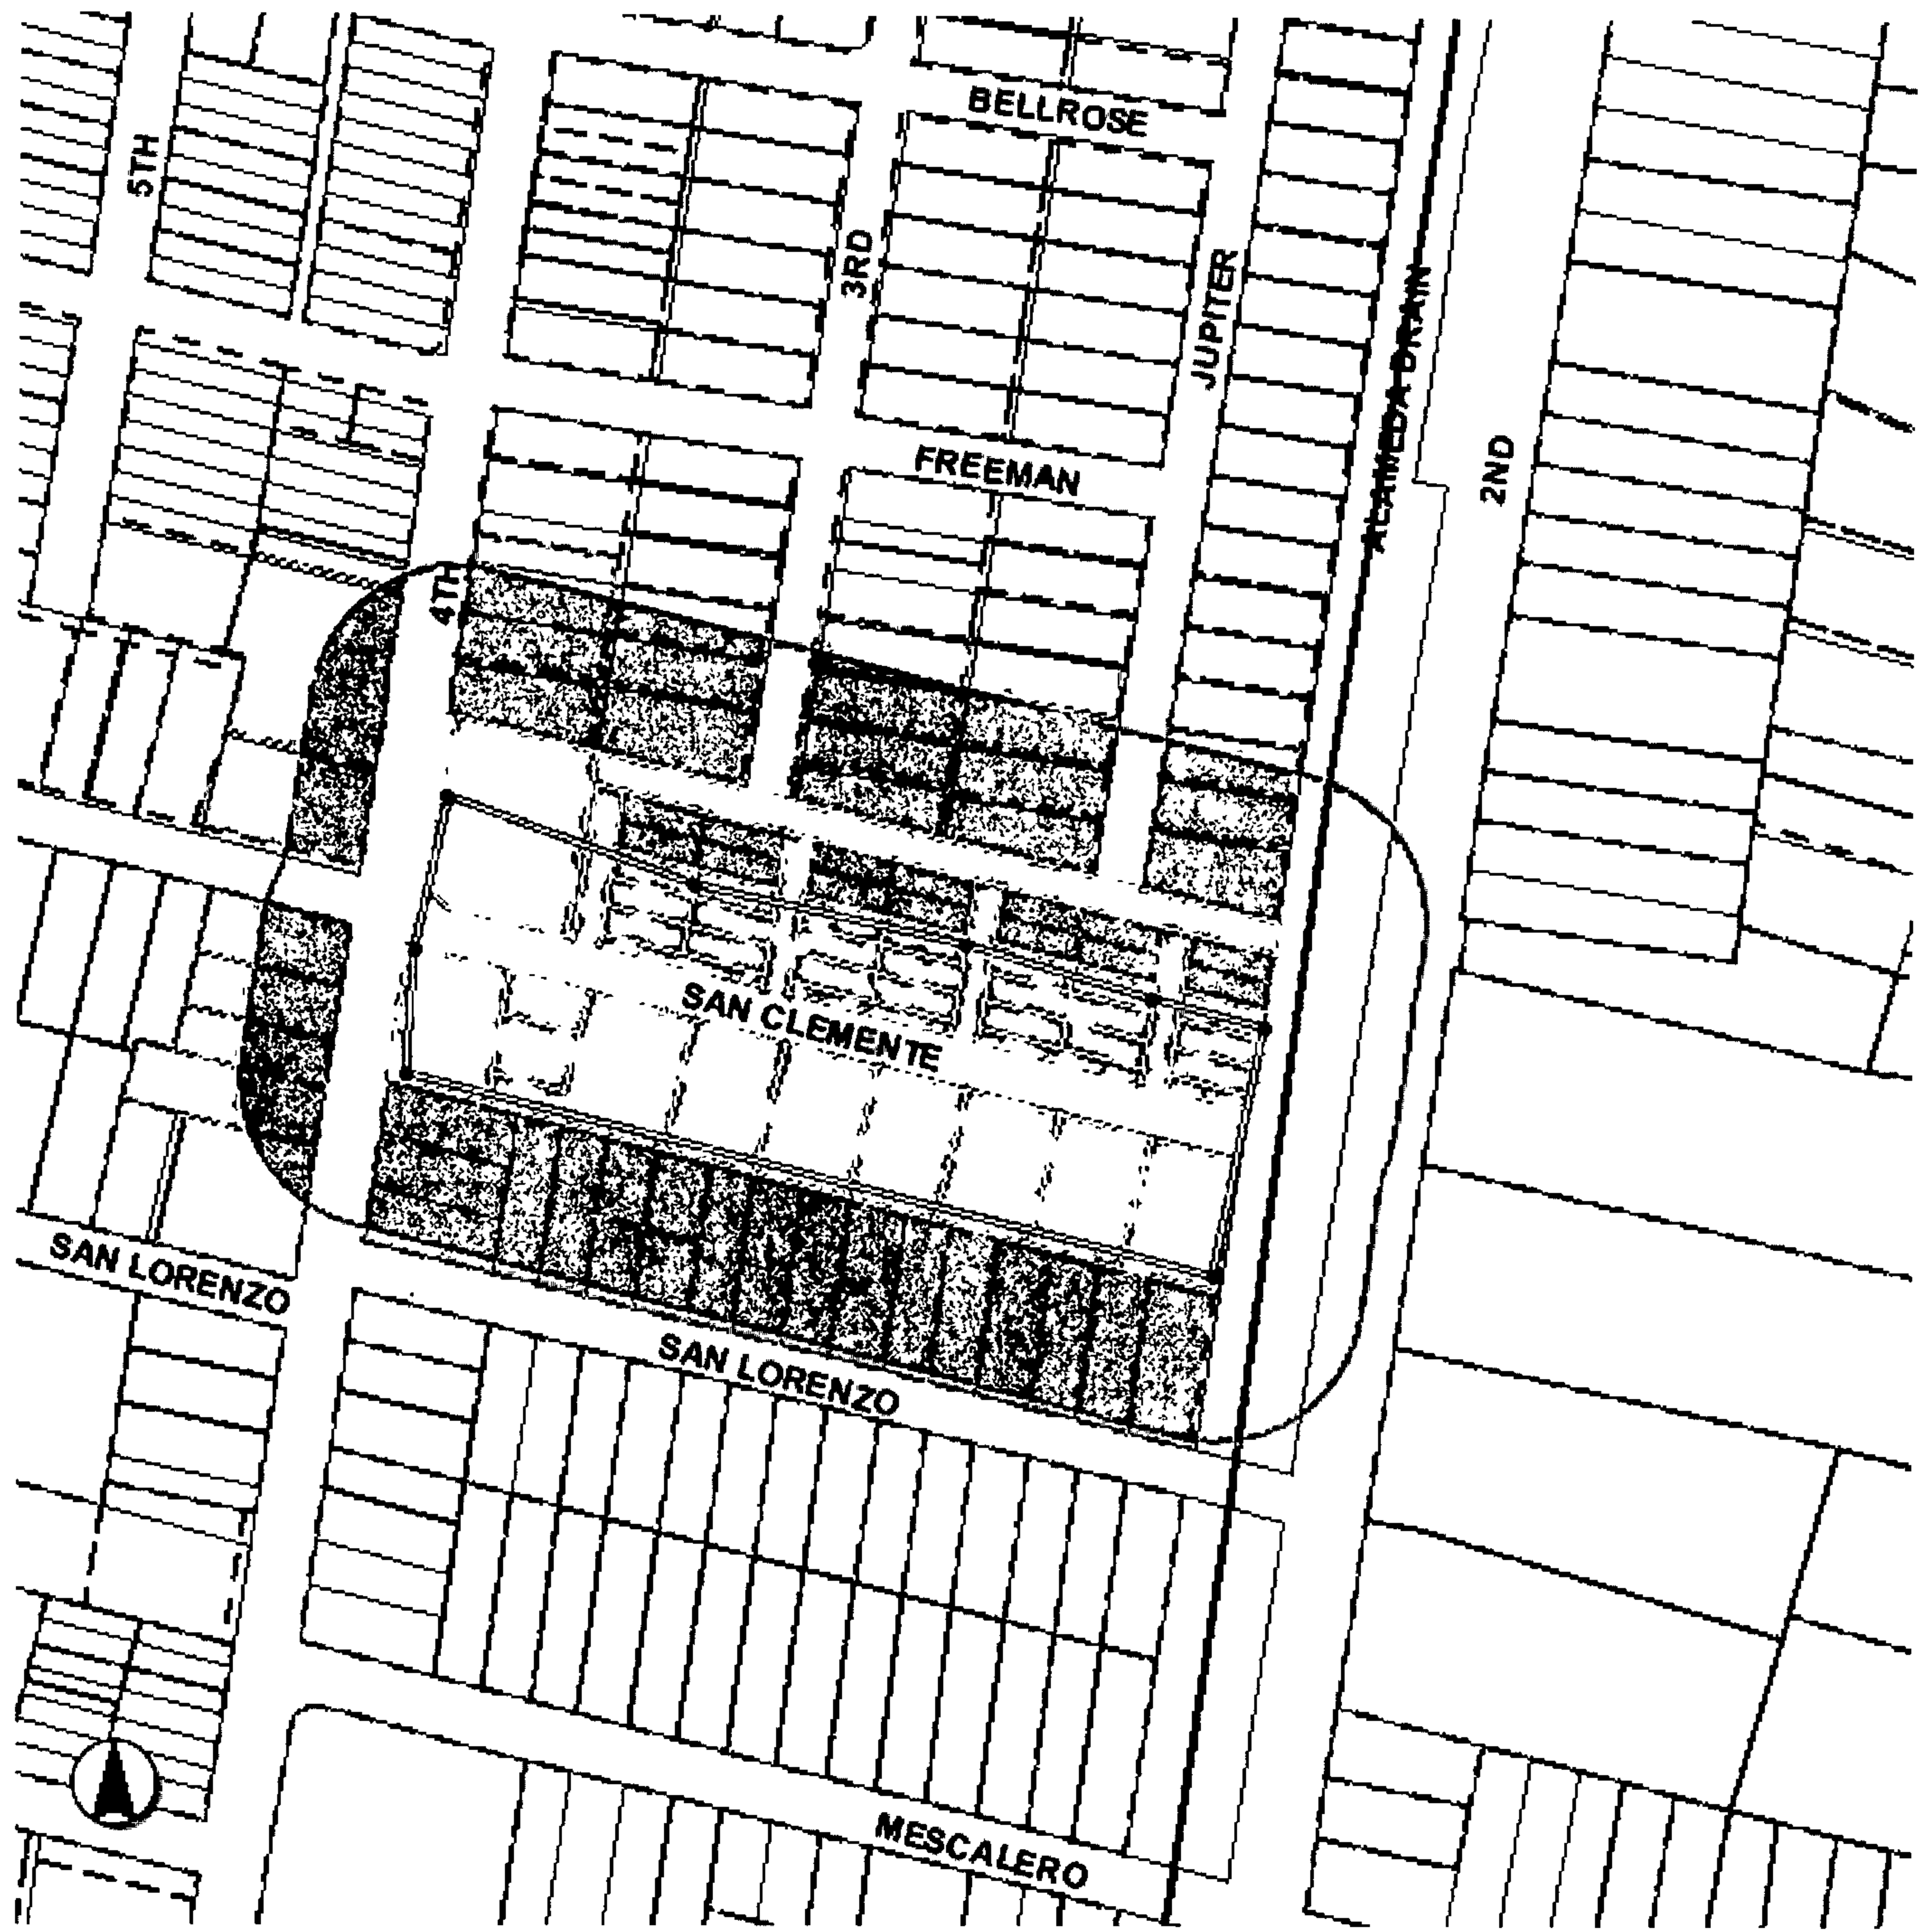 BELLROSE
5TH
3RD
JUPITER
ALAMEDA DRAIN
FREEMAN
2ND
4TH
SAN CLEMENTE
SAN LORENZO
SAN LORENZO
MESCALERO